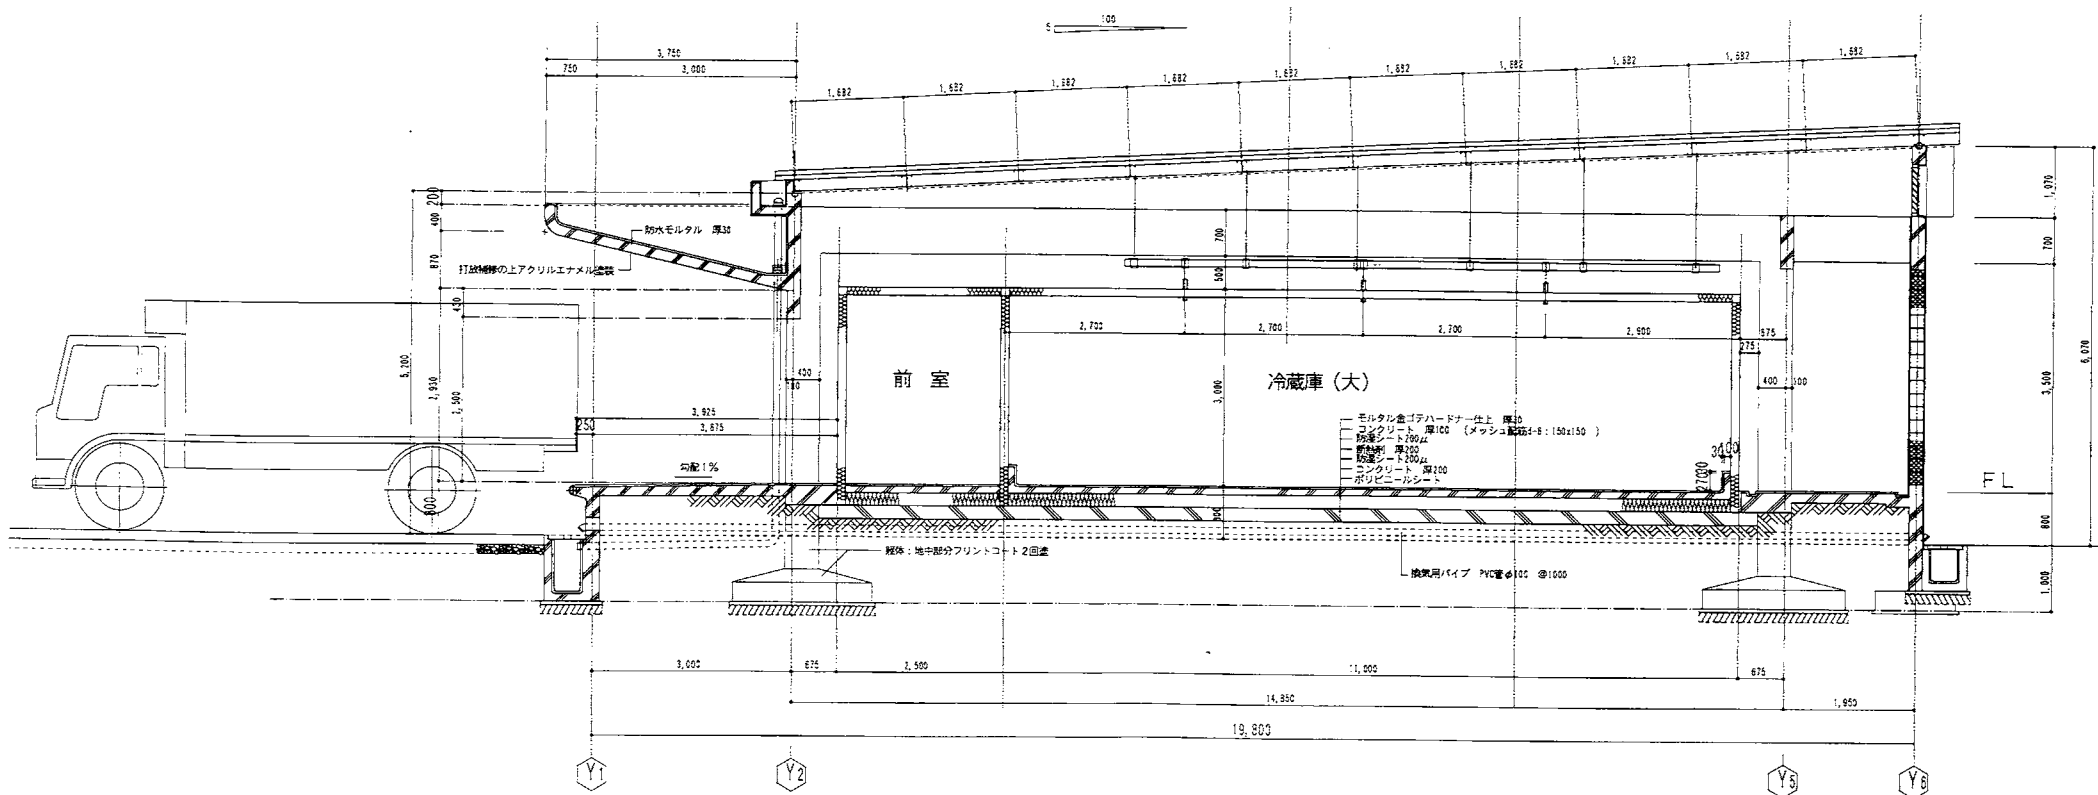 5
100
3,750
750
3,000
1,682
1,682
1,682
1,682
1,682
1,682
1,682
1,682
1,682
1,682
200
400
870
430
5,200
2,930
2,500
800
防水モルタル 厚30
打放補修の上アクリルエナメル塗装
700
500
3,000
2,700
2,700
2,700
2,900
675
275
400
400
300
前室
冷蔵庫(大)
3,925
3,675
250
勾配1%
モルタル金ゴテハードナー仕上 厚30
コンクリート 厚100 (メッシュ配筋 :150x150 )
防湿シート200μ
断熱剤 厚200
防湿シート200μ
コンクリート 厚200
ポリビニールシート
躯体:地中部分フリントコート2回塗
換気用パイプ PVC管φ100 @1000
FL
1,070
700
3,500
800
1,000
6,070
3,000
675
2,500
11,000
675
14,850
1,950
19,800
Y1
Y2
Y5
Y6